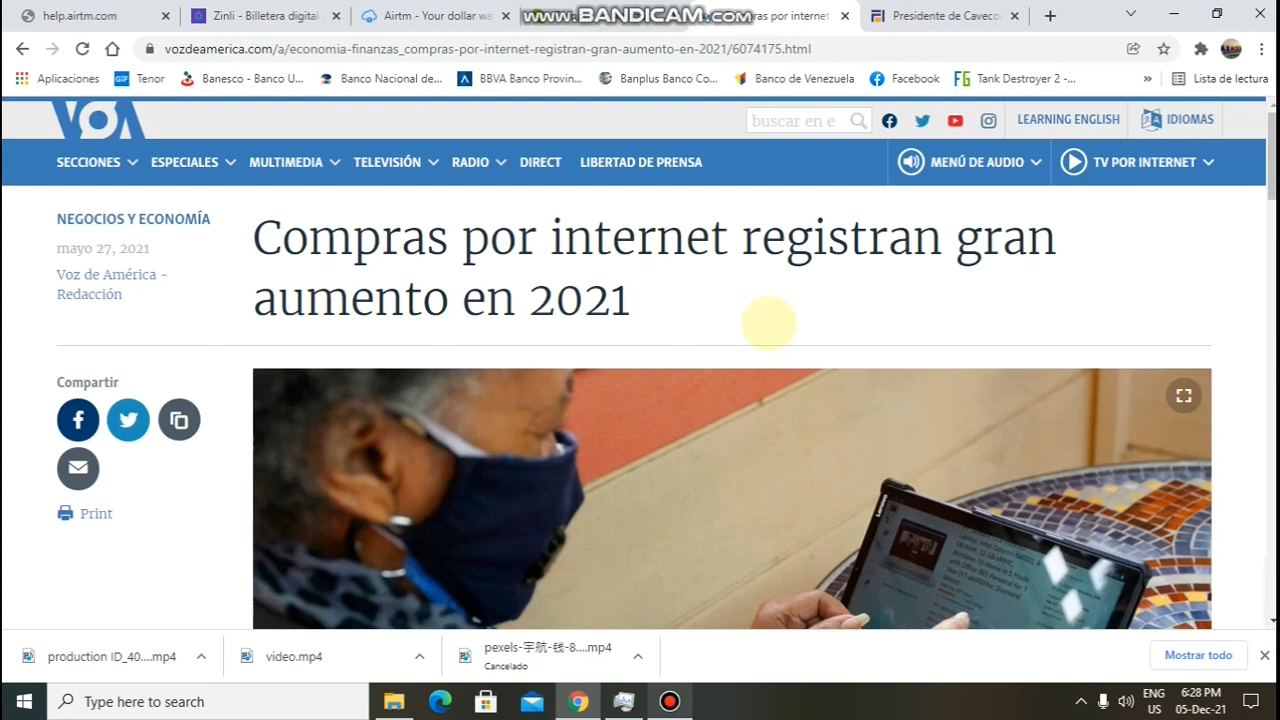 help.airtm.com
Zinli - Billetera digital
Airtm - Your dollar wa
www.BANDICAM.com
ras por internet
Presidente de Caveco
vozdeamerica.com/a/economia-finanzas_compras-por-internet-registran-gran-aumento-en-2021/6074175.html
Aplicaciones
Tenor
Banesco - Banco U...
Banco Nacional de...
BBVA Banco Provin...
Banplus Banco Co...
Banco de Venezuela
Facebook
Tank Destroyer 2 -...
»
Lista de lectura
VOA
buscar en e
LEARNING ENGLISH
IDIOMAS
SECCIONES
ESPECIALES
MULTIMEDIA
TELEVISIÓN
RADIO
DIRECT
LIBERTAD DE PRENSA
MENÚ DE AUDIO
TV POR INTERNET
NEGOCIOS Y ECONOMÍA
mayo 27, 2021
Voz de América -
Redacción
Compras por internet registran gran
aumento en 2021
Compartir
Print
Lenovo
production ID_40....mp4
video.mp4
pexels-宇航-钱-8....mp4
Cancelado
Mostrar todo
Type here to search
ENG
US
6:28 PM
05-Dec-21